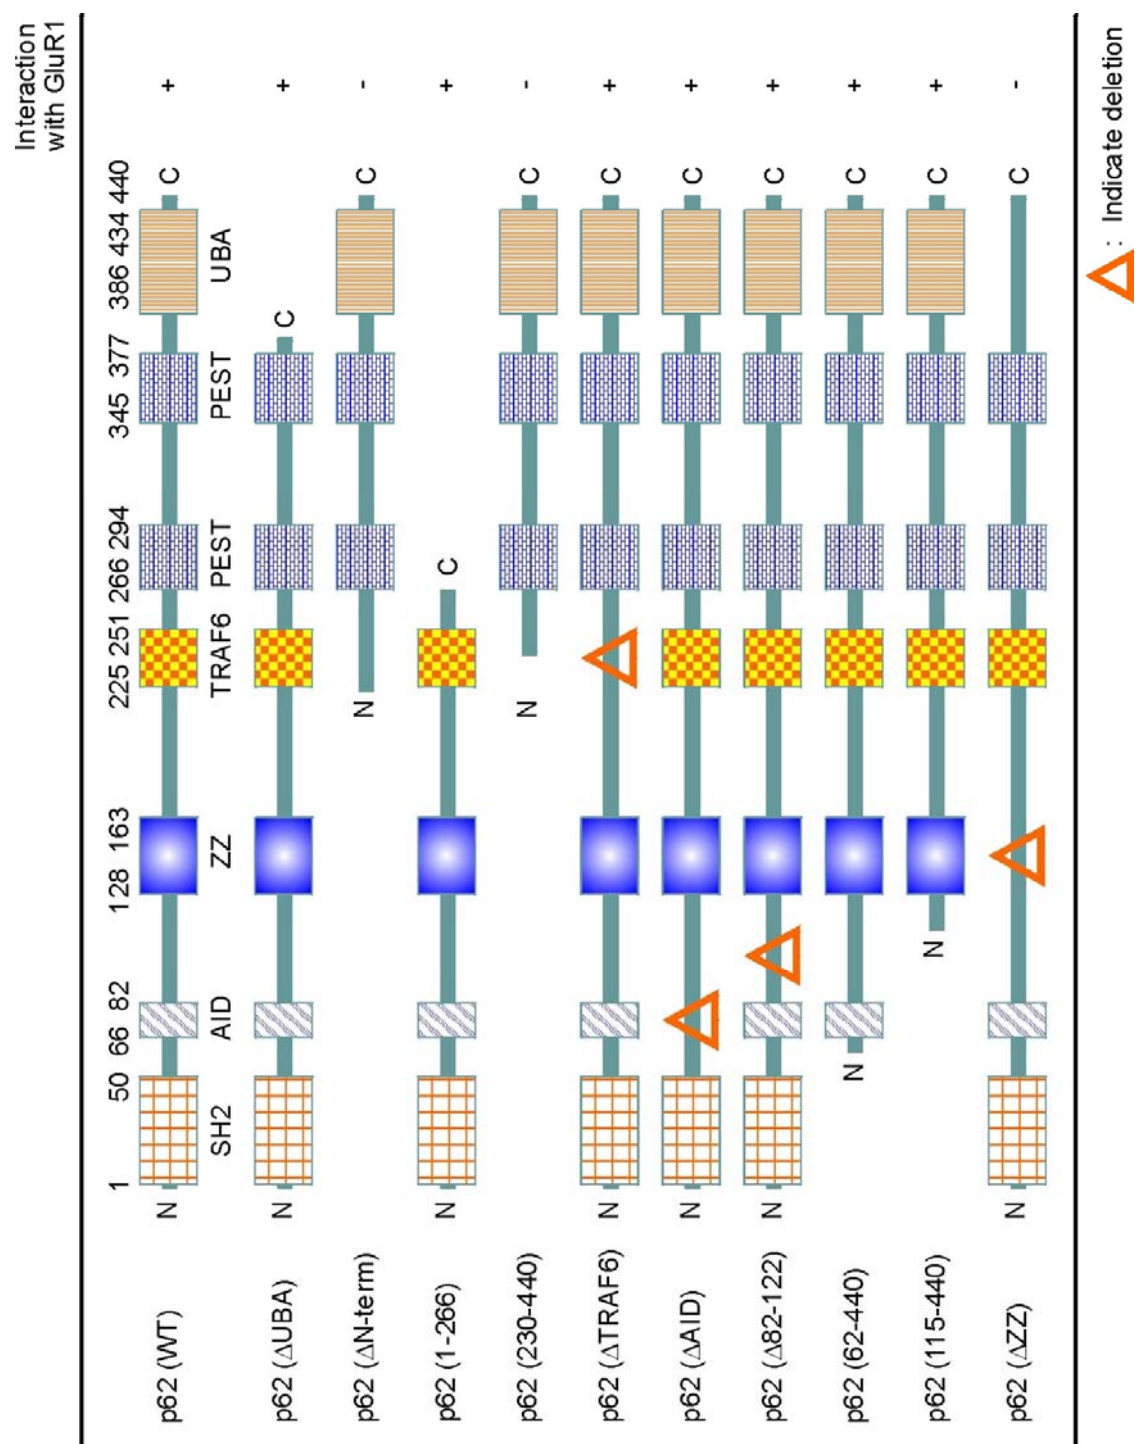 Interaction
with GluR1
1 50 66 82 128 163 225 251 266 294 345 377 386 434 440
p62 (WT) N C +
SH2 AID ZZ TRAF6 PEST PEST UBA
p62 (ΔUBA) N C +
p62 (ΔN-term) N C -
p62 (1-266) N C +
p62 (230-440) N C -
p62 (ΔTRAF6) N C +
p62 (ΔAID) N C +
p62 (Δ82-122) N C +
p62 (62-440) N C +
p62 (115-440) N C +
p62 (ΔZZ) N C -
: Indicate deletion